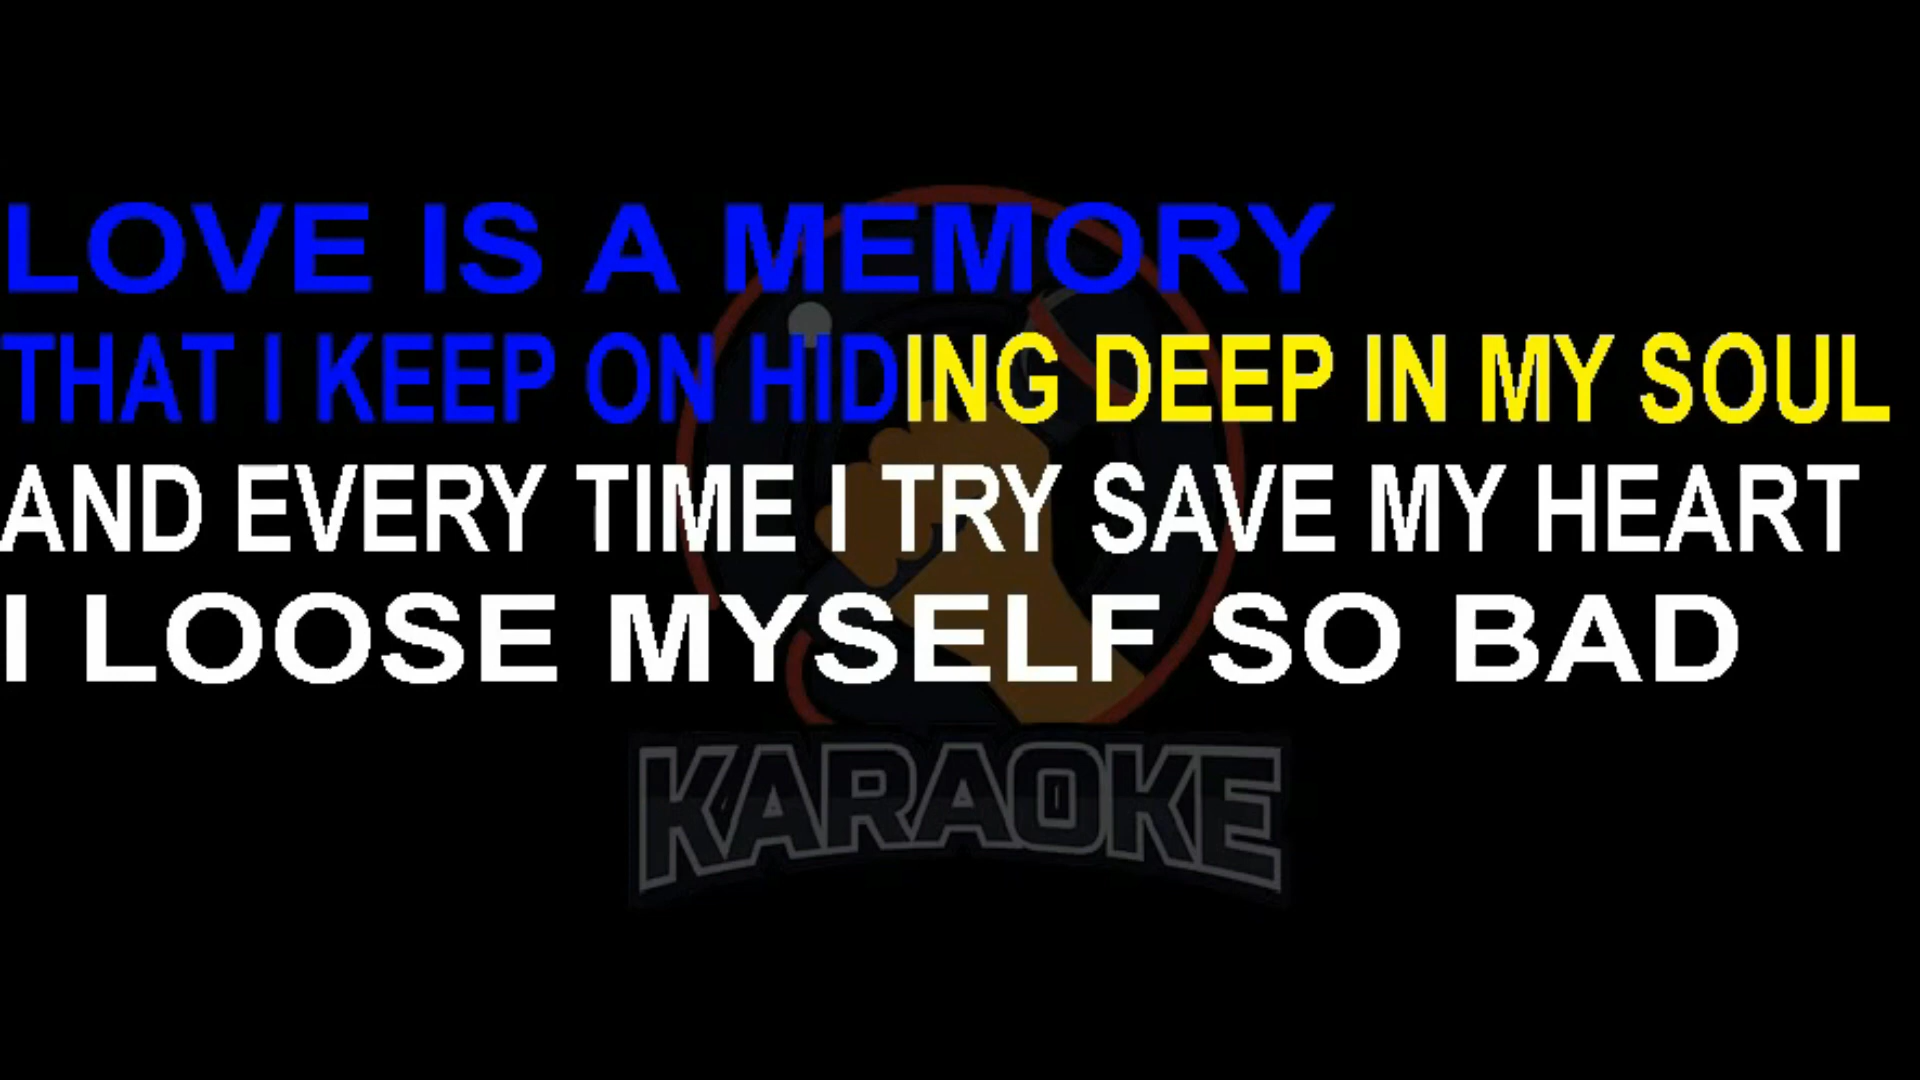 LOVE IS A MEMORY
THAT I KEEP ON HIDING DEEP IN MY SOUL
AND EVERY TIME I TRY SAVE MY HEART
I LOOSE MYSELF SO BAD
KARAOKE